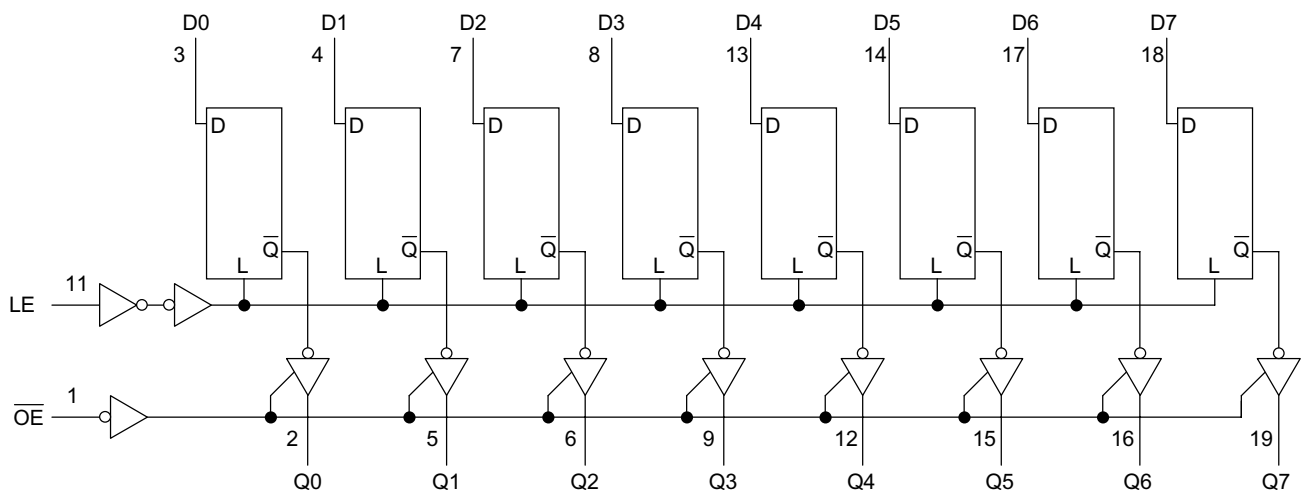 D0 D1 D2 D3 D4 D5 D6 D7
3 4 7 8 13 14 17 18
D D D D D D D D
Q̅ Q̅ Q̅ Q̅ Q̅ Q̅ Q̅ Q̅
L L L L L L L L
11
LE
1
O̅E̅
2 5 6 9 12 15 16 19
Q0 Q1 Q2 Q3 Q4 Q5 Q6 Q7